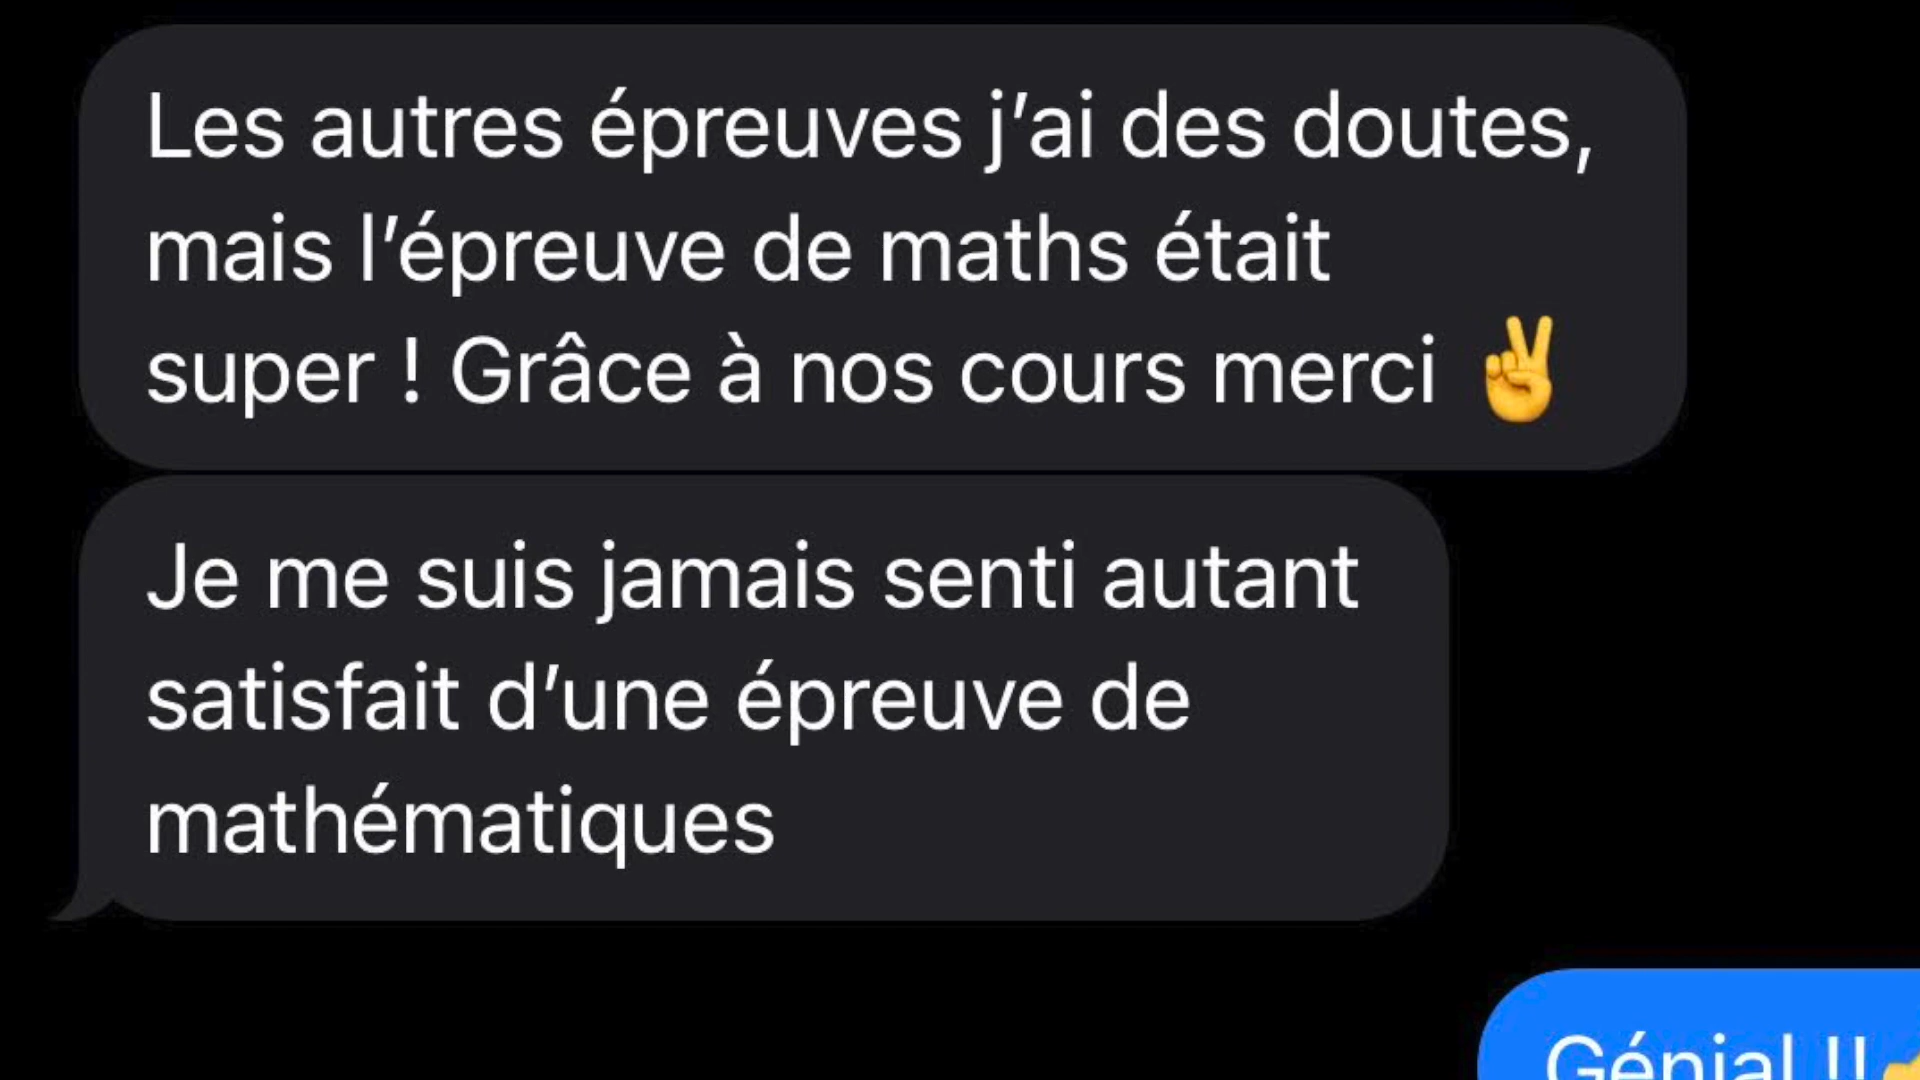 Les autres épreuves j’ai des doutes,
mais l’épreuve de maths était
super ! Grâce à nos cours merci ✌️
Je me suis jamais senti autant
satisfait d’une épreuve de
mathématiques
Génial !!